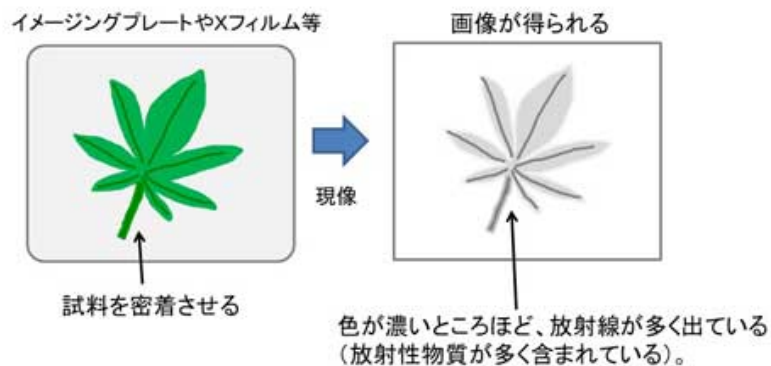 イメージングプレートやXフィルム等
画像が得られる
現像
試料を密着させる
色が濃いところほど、放射線が多く出ている
（放射性物質が多く含まれている）。